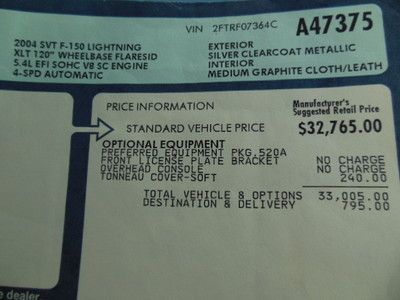 VIN 2FTRF07364C A47375
2004 SVT F-150 LIGHTNING EXTERIOR
XLT 120" WHEELBASE FLARESID SILVER CLEARCOAT METALLIC
5.4L EFI SOHC V8 SC ENGINE INTERIOR
4-SPD AUTOMATIC MEDIUM GRAPHITE CLOTH/LEATH
PRICE INFORMATION Manufacturer's
Suggested Retail Price
STANDARD VEHICLE PRICE $32,765.00
OPTIONAL EQUIPMENT
PREFERRED EQUIPMENT PKG.520A
FRONT LICENSE PLATE BRACKET NO CHARGE
OVERHEAD CONSOLE NO CHARGE
TONNEAU COVER-SOFT 240.00
TOTAL VEHICLE & OPTIONS 33,005.00
DESTINATION & DELIVERY 795.00
e dealer